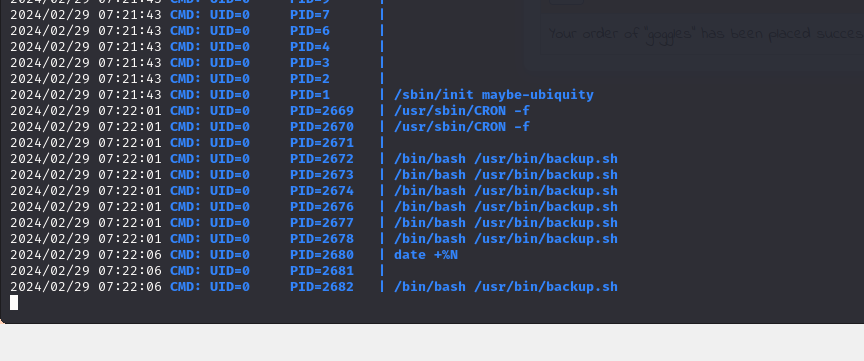 2024/02/29 07:21:43 CMD: UID=0     PID=9      |
Your order of "goggles" has been placed succes
2024/02/29 07:21:43 CMD: UID=0     PID=7      |
2024/02/29 07:21:43 CMD: UID=0     PID=6      |
2024/02/29 07:21:43 CMD: UID=0     PID=4      |
2024/02/29 07:21:43 CMD: UID=0     PID=3      |
2024/02/29 07:21:43 CMD: UID=0     PID=2      |
2024/02/29 07:21:43 CMD: UID=0     PID=1      | /sbin/init maybe-ubiquity
2024/02/29 07:22:01 CMD: UID=0     PID=2669   | /usr/sbin/CRON -f
2024/02/29 07:22:01 CMD: UID=0     PID=2670   | /usr/sbin/CRON -f
2024/02/29 07:22:01 CMD: UID=0     PID=2671   |
2024/02/29 07:22:01 CMD: UID=0     PID=2672   | /bin/bash /usr/bin/backup.sh
2024/02/29 07:22:01 CMD: UID=0     PID=2673   | /bin/bash /usr/bin/backup.sh
2024/02/29 07:22:01 CMD: UID=0     PID=2674   | /bin/bash /usr/bin/backup.sh
2024/02/29 07:22:01 CMD: UID=0     PID=2676   | /bin/bash /usr/bin/backup.sh
2024/02/29 07:22:01 CMD: UID=0     PID=2677   | /bin/bash /usr/bin/backup.sh
2024/02/29 07:22:01 CMD: UID=0     PID=2678   | /bin/bash /usr/bin/backup.sh
2024/02/29 07:22:06 CMD: UID=0     PID=2680   | date +%N
2024/02/29 07:22:06 CMD: UID=0     PID=2681   |
2024/02/29 07:22:06 CMD: UID=0     PID=2682   | /bin/bash /usr/bin/backup.sh